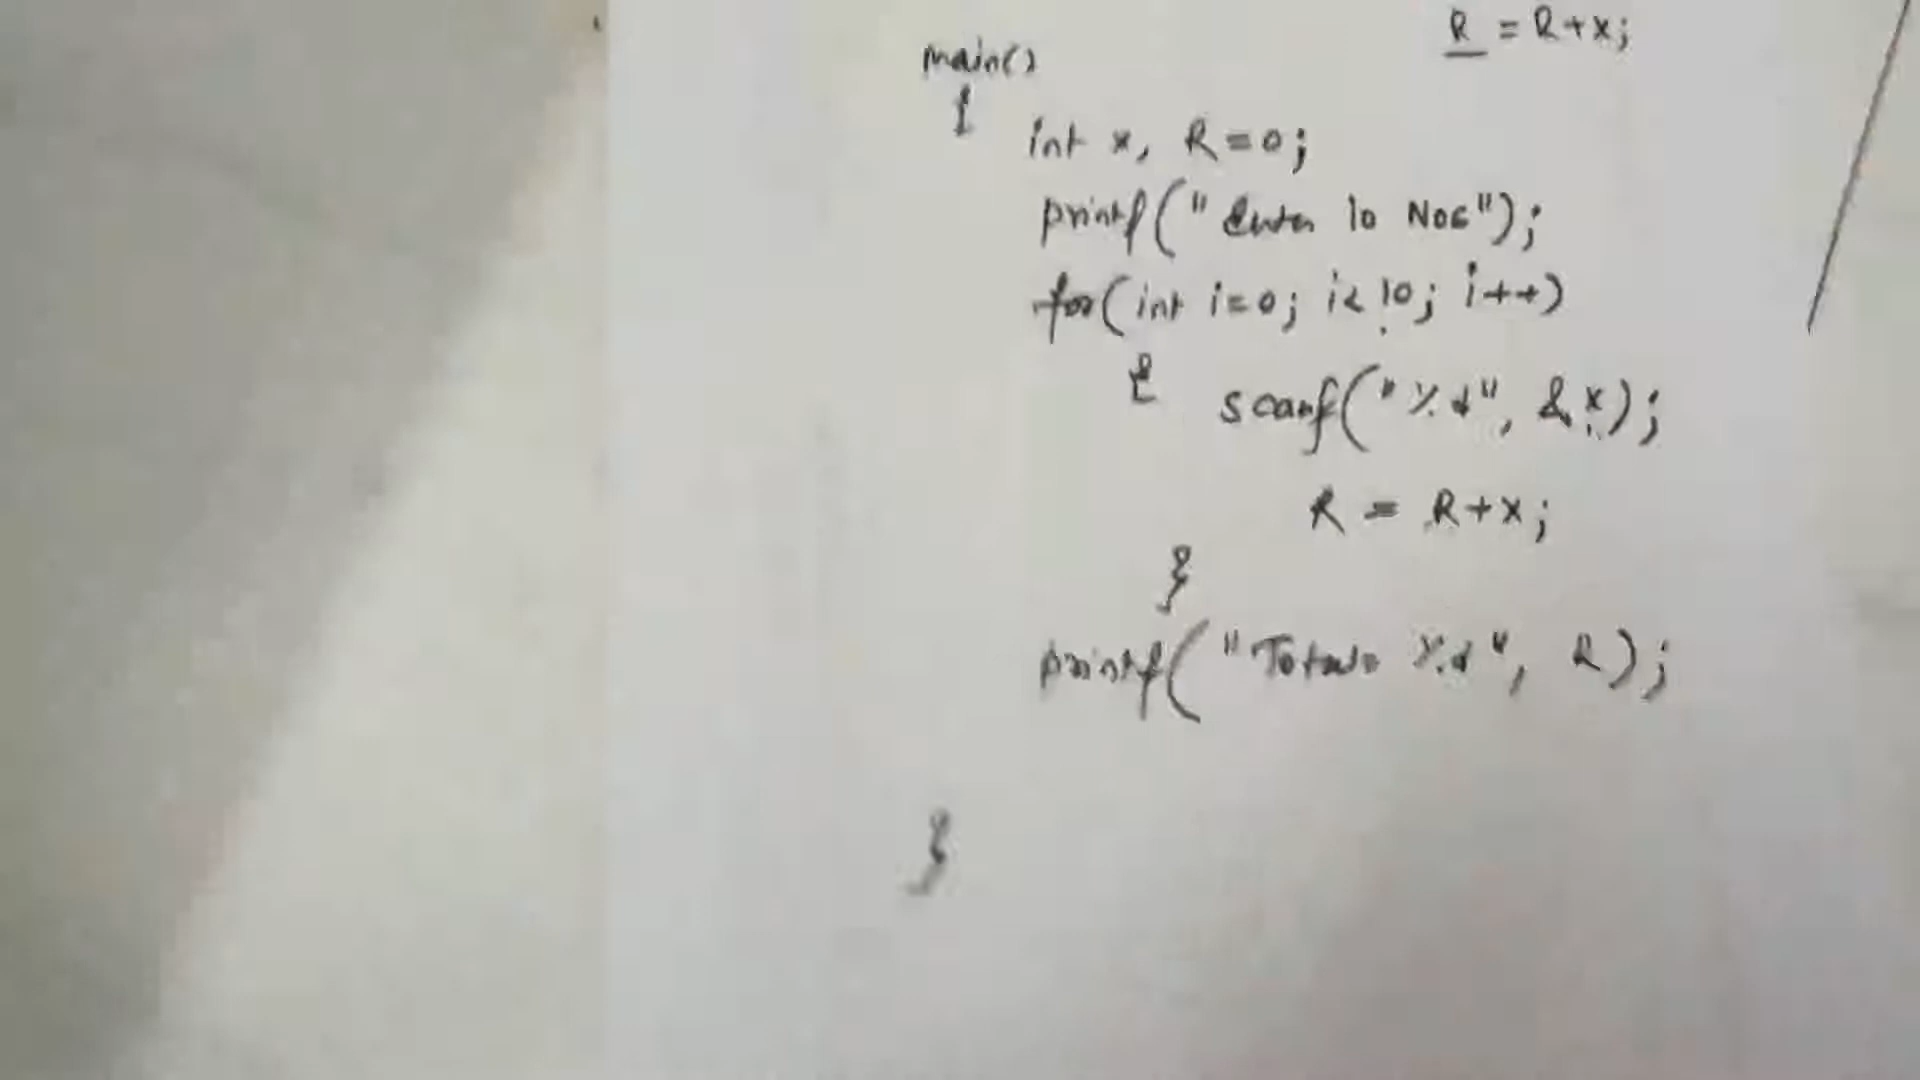 R = R+x;
main()
{
int x, R=0;
printf("Enter 10 Nos");
for(int i=0; i<10; i++)
{ scanf("%d", &x);
R = R+x;
}
printf("Total= %d", R);
}